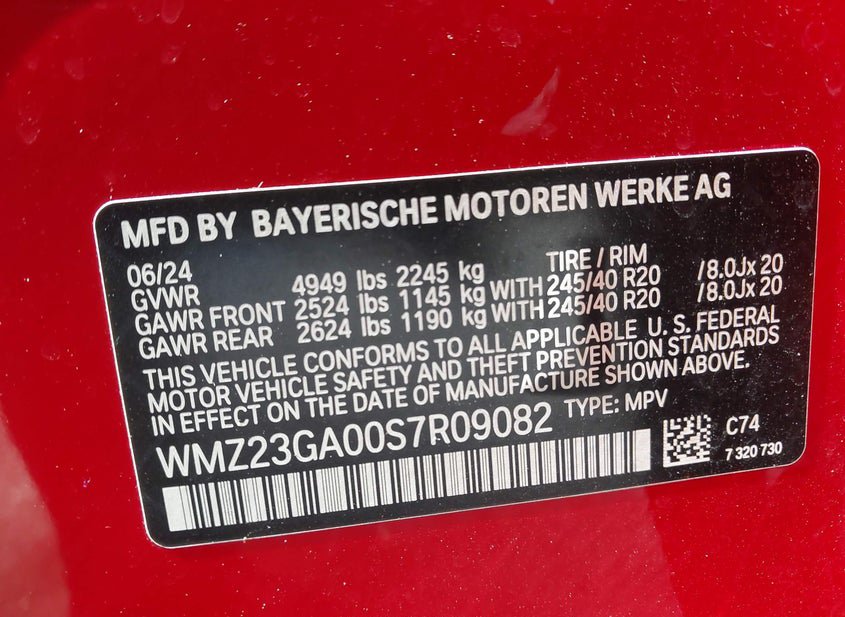 MFD BY BAYERISCHE MOTOREN WERKE AG
06/24 TIRE / RIM
GVWR 4949 lbs 2245 kg
GAWR FRONT 2524 lbs 1145 kg WITH 245/40 R20 /8.0Jx 20
GAWR REAR 2624 lbs 1190 kg WITH 245/40 R20 /8.0Jx 20
THIS VEHICLE CONFORMS TO ALL APPLICABLE U. S. FEDERAL
MOTOR VEHICLE SAFETY AND THEFT PREVENTION STANDARDS
IN EFFECT ON THE DATE OF MANUFACTURE SHOWN ABOVE.
WMZ23GA00S7R09082 TYPE: MPV
C74
7 320 730